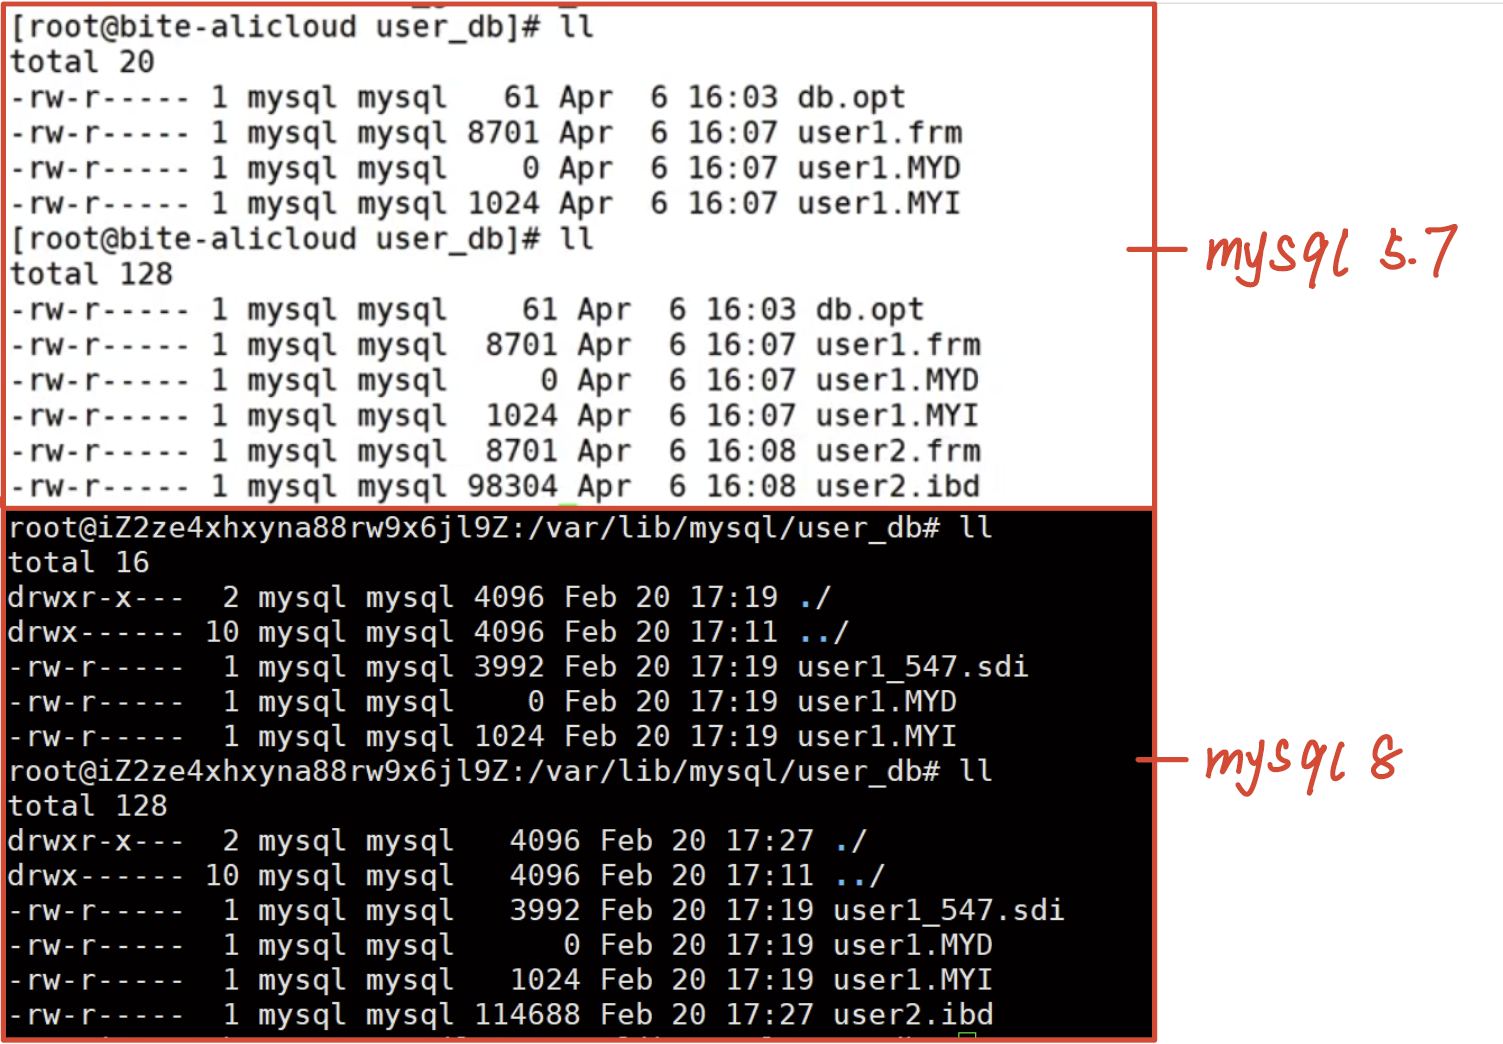 [root@bite-alicloud user_db]# ll
total 20
-rw-r----- 1 mysql mysql   61 Apr  6 16:03 db.opt
-rw-r----- 1 mysql mysql 8701 Apr  6 16:07 user1.frm
-rw-r----- 1 mysql mysql    0 Apr  6 16:07 user1.MYD
-rw-r----- 1 mysql mysql 1024 Apr  6 16:07 user1.MYI
[root@bite-alicloud user_db]# ll
total 128
-rw-r----- 1 mysql mysql    61 Apr  6 16:03 db.opt
-rw-r----- 1 mysql mysql  8701 Apr  6 16:07 user1.frm
-rw-r----- 1 mysql mysql     0 Apr  6 16:07 user1.MYD
-rw-r----- 1 mysql mysql  1024 Apr  6 16:07 user1.MYI
-rw-r----- 1 mysql mysql  8701 Apr  6 16:08 user2.frm
-rw-r----- 1 mysql mysql 98304 Apr  6 16:08 user2.ibd
mysql 5.7
root@iZ2ze4xhxyna88rw9x6jl9Z:/var/lib/mysql/user_db# ll
total 16
drwxr-x---  2 mysql mysql 4096 Feb 20 17:19 ./
drwx------ 10 mysql mysql 4096 Feb 20 17:11 ../
-rw-r-----  1 mysql mysql 3992 Feb 20 17:19 user1_547.sdi
-rw-r-----  1 mysql mysql    0 Feb 20 17:19 user1.MYD
-rw-r-----  1 mysql mysql 1024 Feb 20 17:19 user1.MYI
root@iZ2ze4xhxyna88rw9x6jl9Z:/var/lib/mysql/user_db# ll
total 128
drwxr-x---  2 mysql mysql   4096 Feb 20 17:27 ./
drwx------ 10 mysql mysql   4096 Feb 20 17:11 ../
-rw-r-----  1 mysql mysql   3992 Feb 20 17:19 user1_547.sdi
-rw-r-----  1 mysql mysql      0 Feb 20 17:19 user1.MYD
-rw-r-----  1 mysql mysql   1024 Feb 20 17:19 user1.MYI
-rw-r-----  1 mysql mysql 114688 Feb 20 17:27 user2.ibd
mysql 8